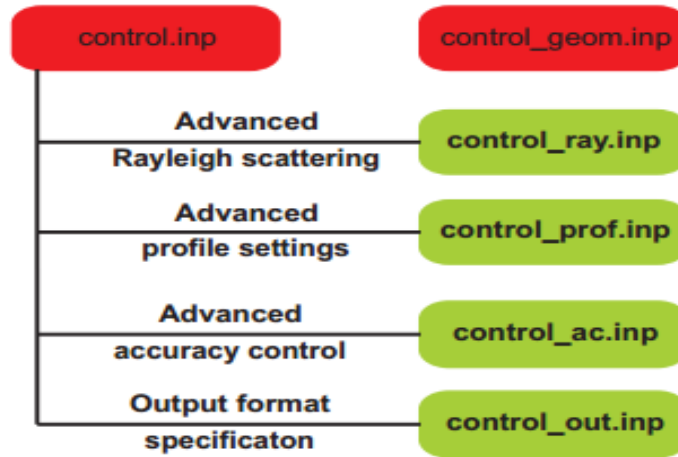 control.inp
control_geom.inp
Advanced
Rayleigh scattering
control_ray.inp
Advanced
profile settings
control_prof.inp
Advanced
accuracy control
control_ac.inp
Output format
specificaton
control_out.inp